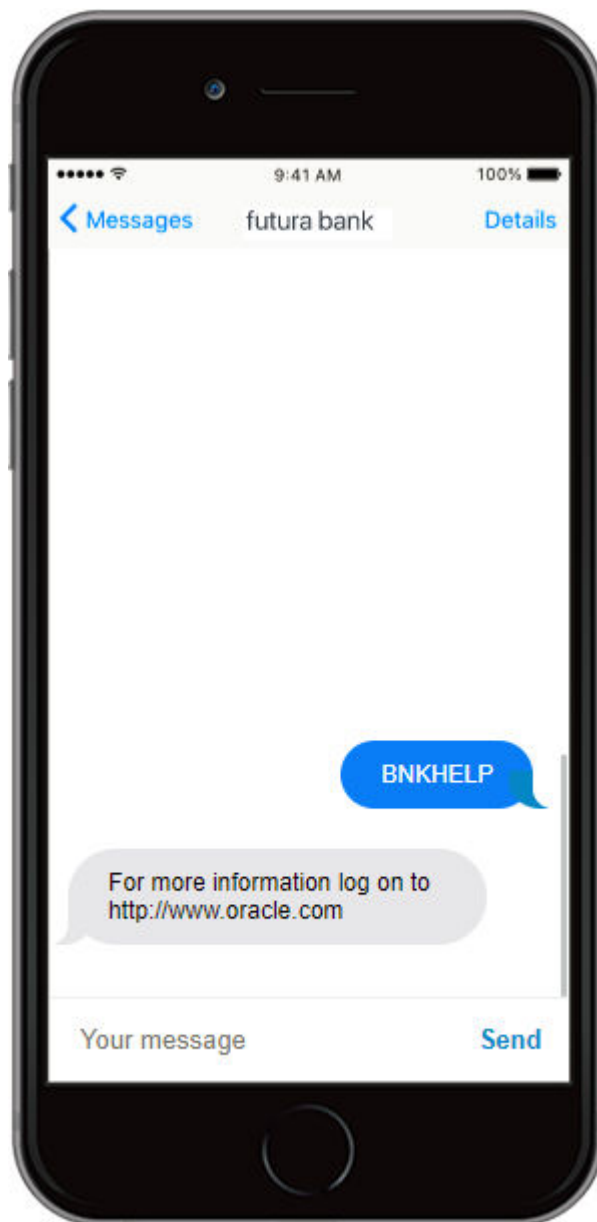 9:41 AM 100%
Messages futura bank Details
BNKHELP
For more information log on to
http://www.oracle.com
Your message Send